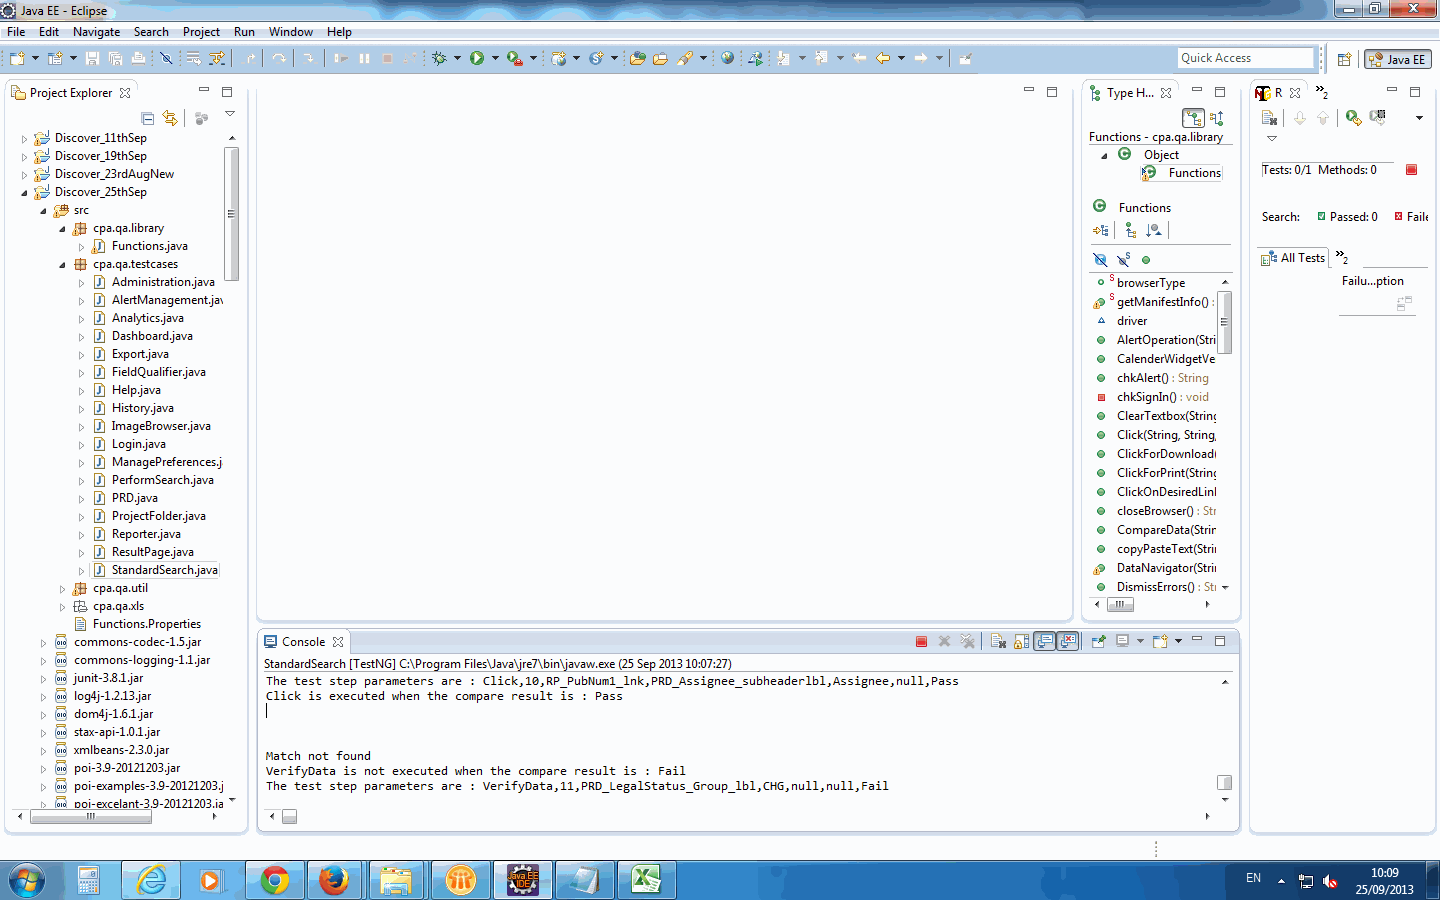 Java EE - Eclipse
File Edit Navigate Search Project Run Window Help
Quick Access
Java EE
Project Explorer
Discover_11thSep
Discover_19thSep
Discover_23rdAugNew
Discover_25thSep
src
cpa.qa.library
Functions.java
cpa.qa.testcases
Administration.java
AlertManagement.jav
Analytics.java
Dashboard.java
Export.java
FieldQualifier.java
Help.java
History.java
ImageBrowser.java
Login.java
ManagePreferences.j
PerformSearch.java
PRD.java
ProjectFolder.java
Reporter.java
ResultPage.java
StandardSearch.java
cpa.qa.util
cpa.qa.xls
Functions.Properties
commons-codec-1.5.jar
commons-logging-1.1.jar
junit-3.8.1.jar
log4j-1.2.13.jar
dom4j-1.6.1.jar
stax-api-1.0.1.jar
xmlbeans-2.3.0.jar
poi-3.9-20121203.jar
poi-examples-3.9-20121203.j
poi-excelant-3.9-20121203.ja
Console
StandardSearch [TestNG] C:\Program Files\Java\jre7\bin\javaw.exe (25 Sep 2013 10:07:27)
The test step parameters are : Click,10,RP_PubNum1_lnk,PRD_Assignee_subheaderlbl,Assignee,null,Pass
Click is executed when the compare result is : Pass
Match not found
VerifyData is not executed when the compare result is : Fail
The test step parameters are : VerifyData,11,PRD_LegalStatus_Group_lbl,CHG,null,null,Fail
Type H...
Functions - cpa.qa.library
Object
Functions
Functions
browserType
getManifestInfo() :
driver
AlertOperation(Stri
CalenderWidgetVe
chkAlert() : String
chkSignIn() : void
ClearTextbox(String
Click(String, String,
ClickForDownload(
ClickForPrint(String
ClickOnDesiredLinl
closeBrowser() : Str
CompareData(Strin
copyPasteText(Strin
DataNavigator(Strin
DismissErrors() : St
R
2
Tests: 0/1 Methods: 0
Search: Passed: 0 Faile
All Tests
2
Failu...ption
EN
10:09
25/09/2013